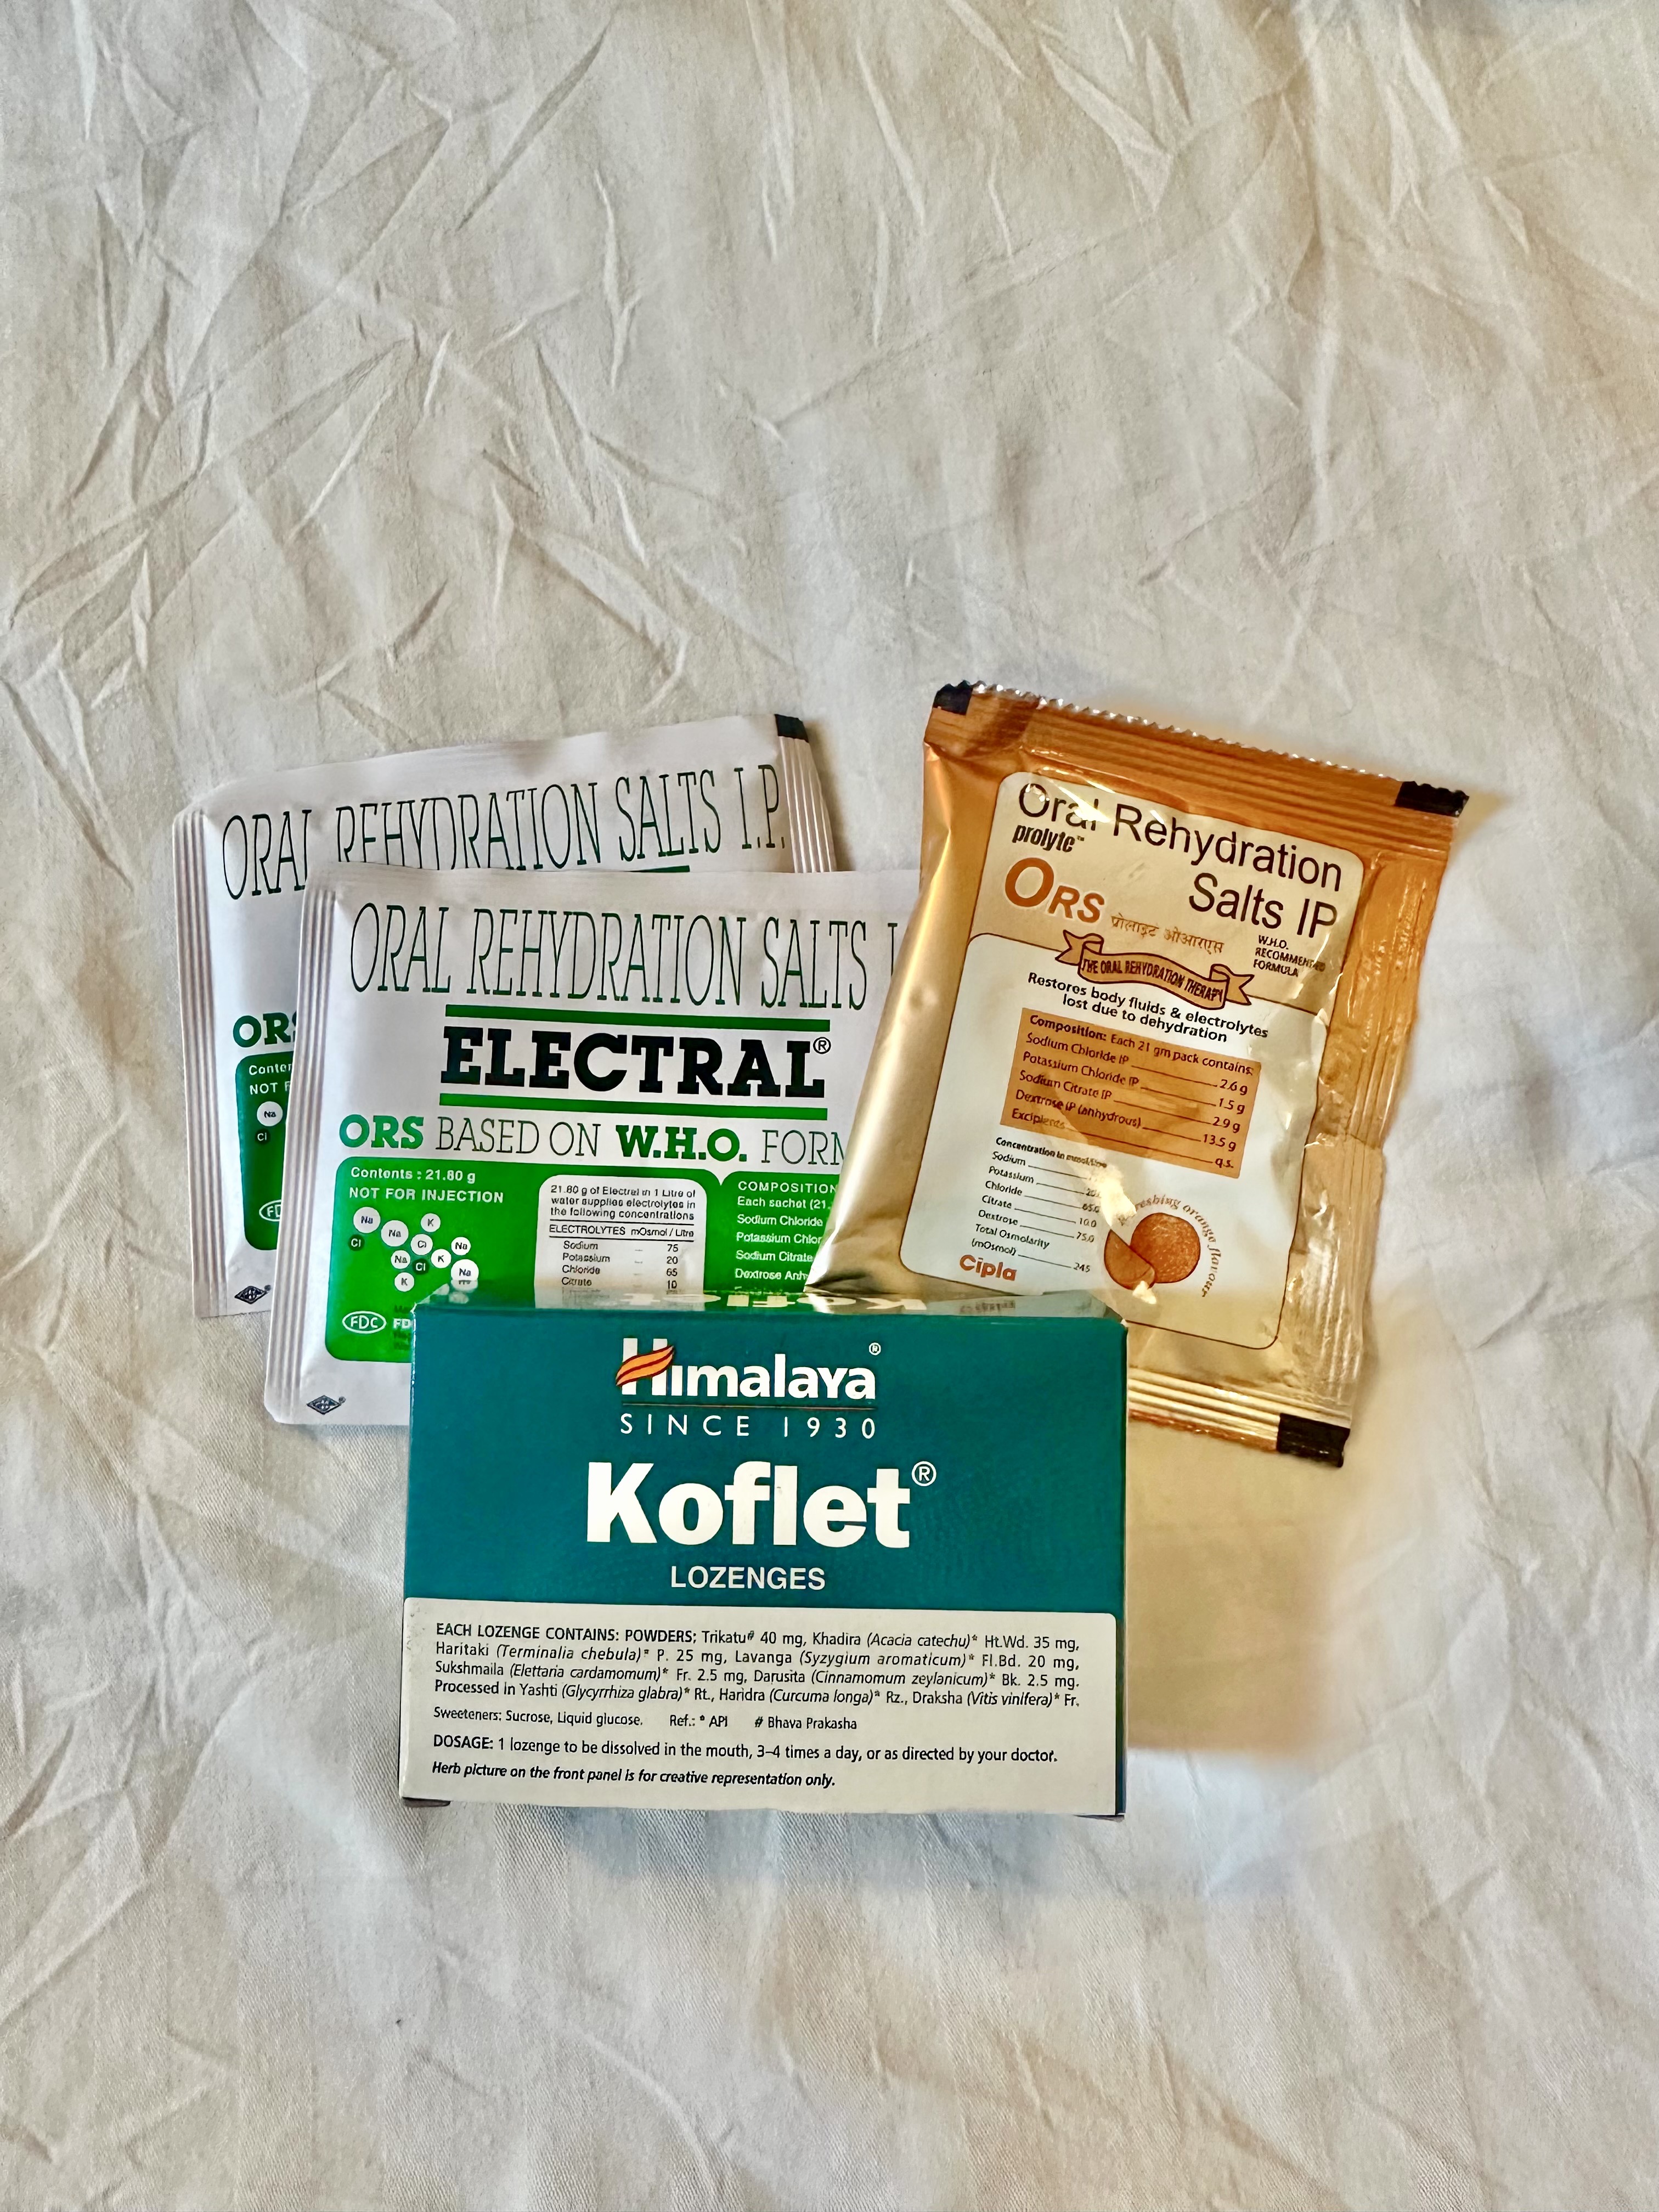 ORAL REHYDRATION SALTS I.P.
ORS
NOT
Na
Cl
ORAL REHYDRATION SALTS
ELECTRAL®
ORS BASED ON W.H.O.
Contents : 21.80 g
NOT FOR INJECTION
Na
K
Na
Cl
Cl
Na
Na
K
Cl
Na
K
FDC
21.80 g of Electral in 1 Litre of
water supplies electrolytes in
the following concentrations
ELECTROLYTES mOsmol / Litre
Sodium ... 75
Potassium ... 20
Chloride ... 65
Citrate ... 10
COMPOSITION
Each sachet
Sodium Chloride
Potassium
Sodium Citrate
Dextrose
Oral Rehydration
Salts IP
prolyte™
ORS
प्रोलाइट ओआरएस
W.H.O.
RECOMMENDED
FORMULA
THE ORAL REHYDRATION THERAPY
Restores body fluids & electrolytes
lost due to dehydration
Composition: Each 21 gm pack contains:
Sodium Chloride IP 2.6 g
Potassium Chloride IP 1.5 g
Sodium Citrate IP 2.9 g
Dextrose IP (anhydrous) 13.5 g
Excipients q.s.
Concentration in
Sodium
Potassium
Chloride 65.0
Citrate 10.0
Dextrose 75.0
Total Osmolarity
(mOsmol) 245
orange flavour
Cipla
Himalaya®
SINCE 1930
Koflet®
LOZENGES
EACH LOZENGE CONTAINS: POWDERS; Trikatu# 40 mg, Khadira (Acacia catechu)* Ht.Wd. 35 mg,
Haritaki (Terminalia chebula)* P. 25 mg, Lavanga (Syzygium aromaticum)* Fl.Bd. 20 mg,
Sukshmaila (Elettaria cardamomum)* Fr. 2.5 mg, Darusita (Cinnamomum zeylanicum)* Bk. 2.5 mg.
Processed in Yashti (Glycyrrhiza glabra)* Rt., Haridra (Curcuma longa)* Rz., Draksha (Vitis vinifera)* Fr.
Sweeteners: Sucrose, Liquid glucose. Ref.: * API # Bhava Prakasha
DOSAGE: 1 lozenge to be dissolved in the mouth, 3–4 times a day, or as directed by your doctor.
Herb picture on the front panel is for creative representation only.